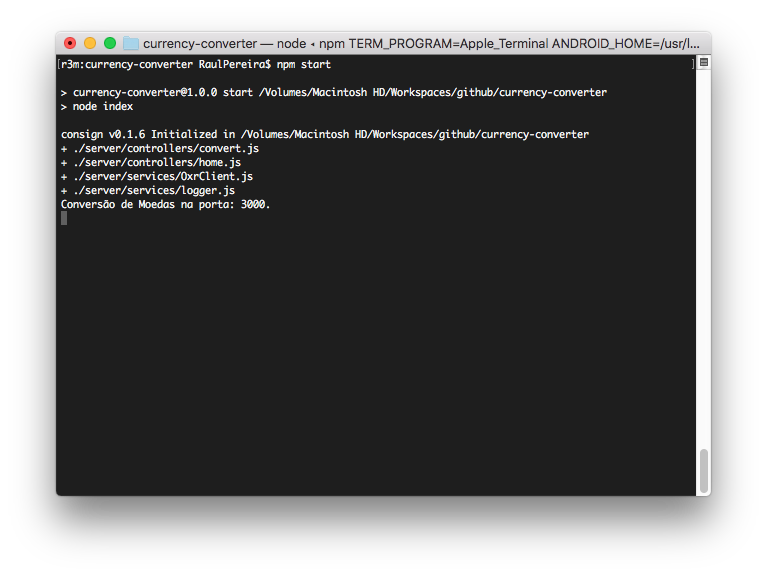 currency-converter — node ◂ npm TERM_PROGRAM=Apple_Terminal ANDROID_HOME=/usr/l...
[r3m:currency-converter RaulPereira$ npm start ]
> currency-converter@1.0.0 start /Volumes/Macintosh HD/Workspaces/github/currency-converter
> node index
consign v0.1.6 Initialized in /Volumes/Macintosh HD/Workspaces/github/currency-converter
+ ./server/controllers/convert.js
+ ./server/controllers/home.js
+ ./server/services/OxrClient.js
+ ./server/services/logger.js
Conversão de Moedas na porta: 3000.